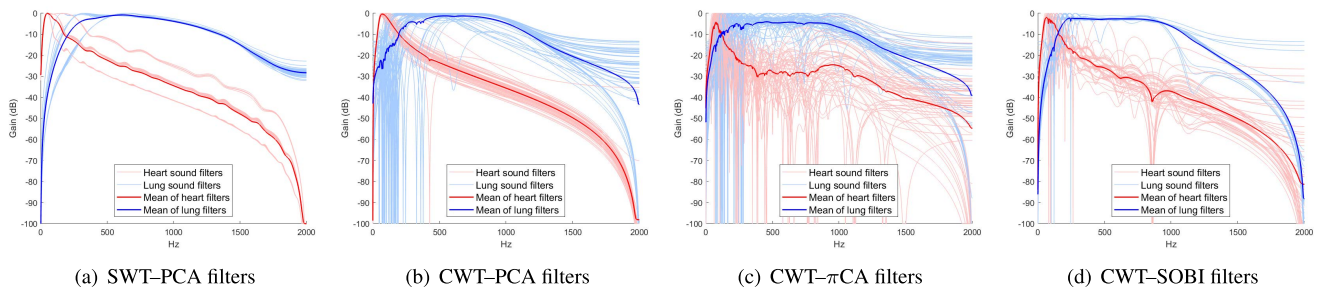 0
-10
-20
-30
-40
-50
-60
-70
-80
-90
-100
Gain (dB)
0
500
1000
1500
2000
Hz
Heart sound filters
Lung sound filters
Mean of heart filters
Mean of lung filters
(a) SWT–PCA filters
0
-10
-20
-30
-40
-50
-60
-70
-80
-90
-100
Gain (dB)
0
500
1000
1500
2000
Hz
Heart sound filters
Lung sound filters
Mean of heart filters
Mean of lung filters
(b) CWT–PCA filters
0
-10
-20
-30
-40
-50
-60
-70
-80
-90
-100
Gain (dB)
0
500
1000
1500
2000
Hz
Heart sound filters
Lung sound filters
Mean of heart filters
Mean of lung filters
(c) CWT–πCA filters
0
-10
-20
-30
-40
-50
-60
-70
-80
-90
-100
Gain (dB)
0
500
1000
1500
2000
Hz
Heart sound filters
Lung sound filters
Mean of heart filters
Mean of lung filters
(d) CWT–SOBI filters